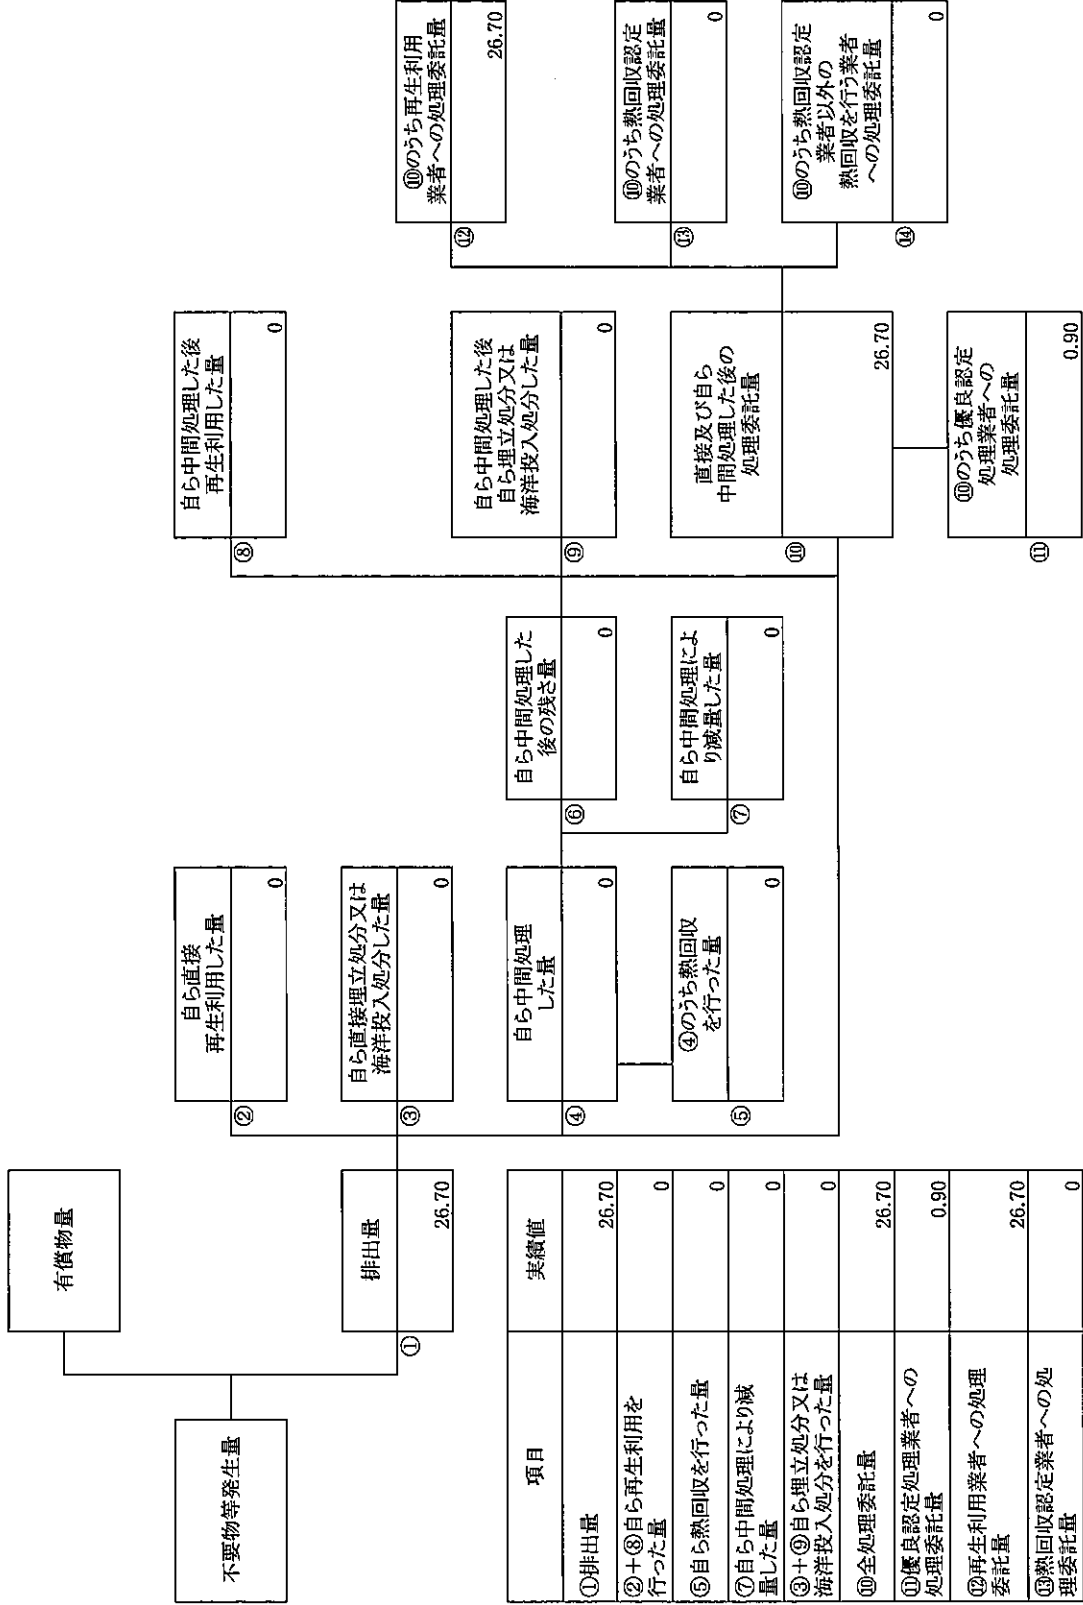 有償物量
不要物等発生量
①
排出量
26.70
②
自ら直接
再生利用した量
0
③
自ら直接埋立処分又は
海洋投入処分した量
0
④
自ら中間処理
した量
0
⑤
④のうち熱回収
を行った量
0
⑥
自ら中間処理した
後の残さ量
0
⑦
自ら中間処理によ
り減量した量
0
⑧
自ら中間処理した後
再生利用した量
0
⑨
自ら中間処理した後
自ら埋立処分又は
海洋投入処分した量
0
⑩
直接及び自ら
中間処理した後の
処理委託量
26.70
⑪
⑩のうち優良認定
処理業者への
処理委託量
0.90
⑫
⑩のうち再生利用
業者への処理委託量
26.70
⑬
⑩のうち熱回収認定
業者への処理委託量
0
⑭
⑩のうち熱回収認定
業者以外の
熱回収を行う業者
への処理委託量
0
項目 実績値
①排出量 26.70
②+⑧自ら再生利用を
行った量 0
⑤自ら熱回収を行った量 0
⑦自ら中間処理により減
量した量 0
③+⑨自ら埋立処分又は
海洋投入処分を行った量 0
⑩全処理委託量 26.70
⑪優良認定処理業者への
処理委託量 0.90
⑫再生利用業者への処理
委託量 26.70
⑬熱回収認定業者への処
理委託量 0